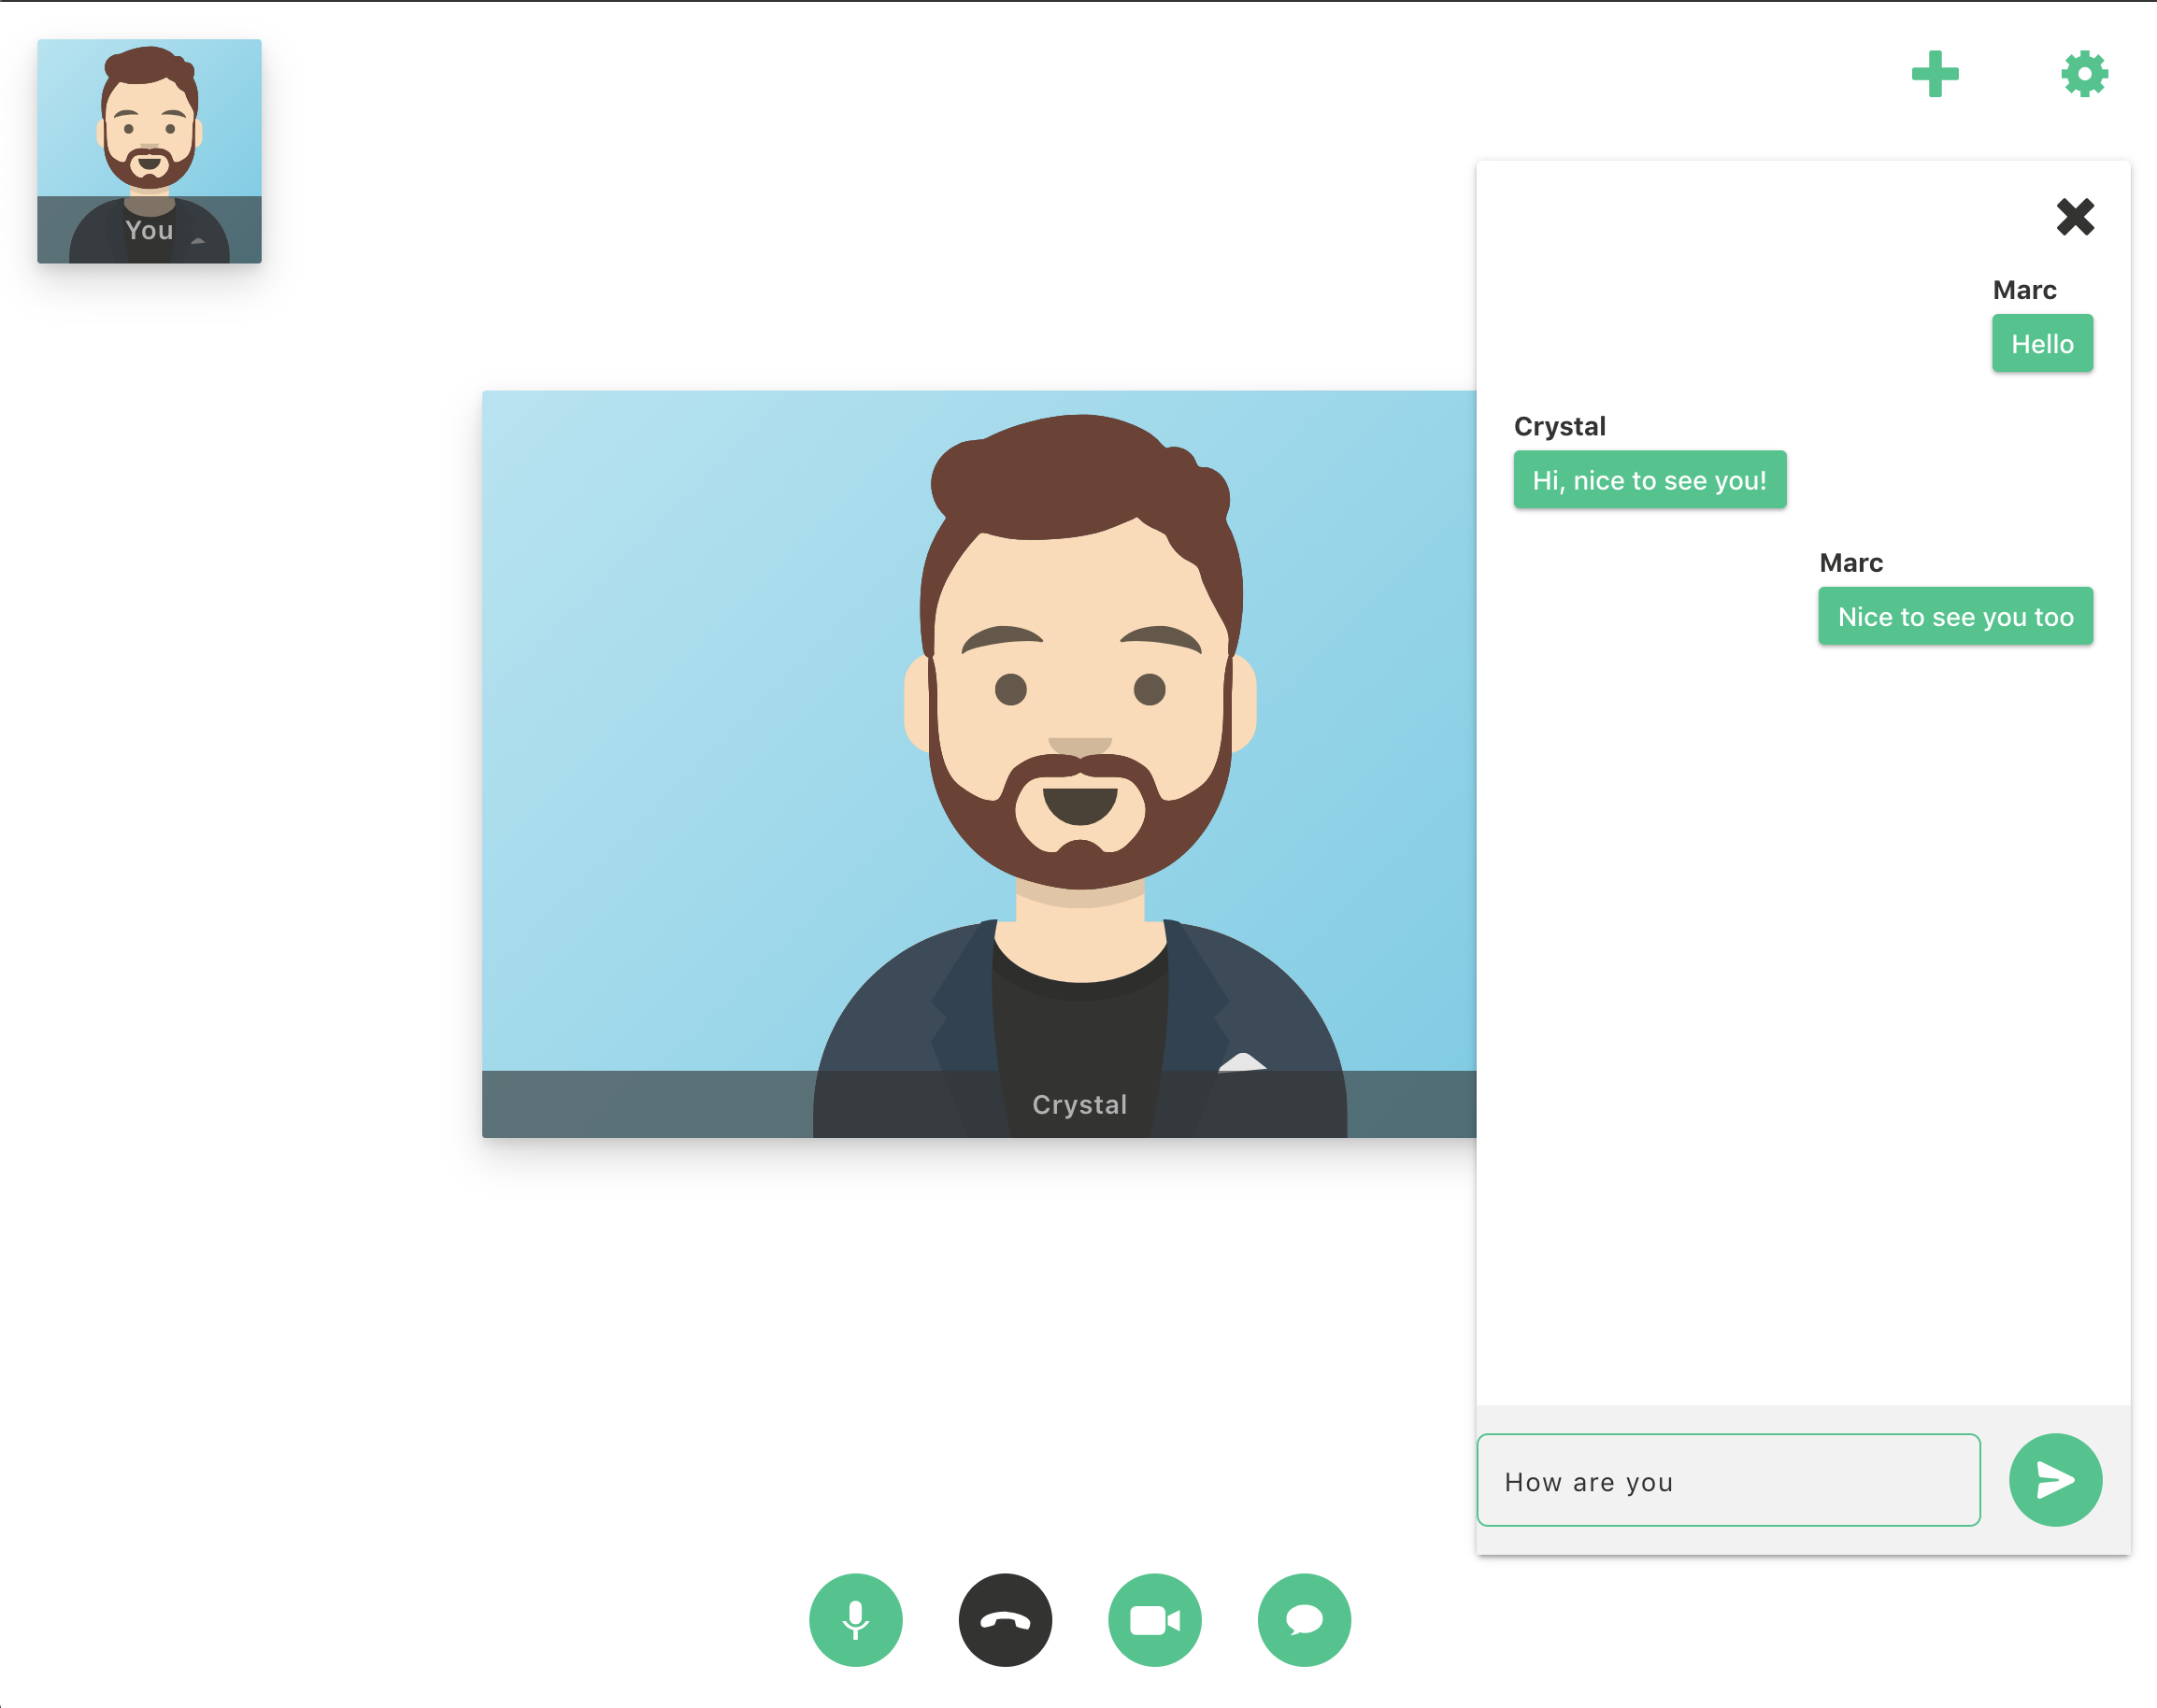 You
Marc
Hello
Crystal
Hi, nice to see you!
Marc
Nice to see you too
Crystal
How are you